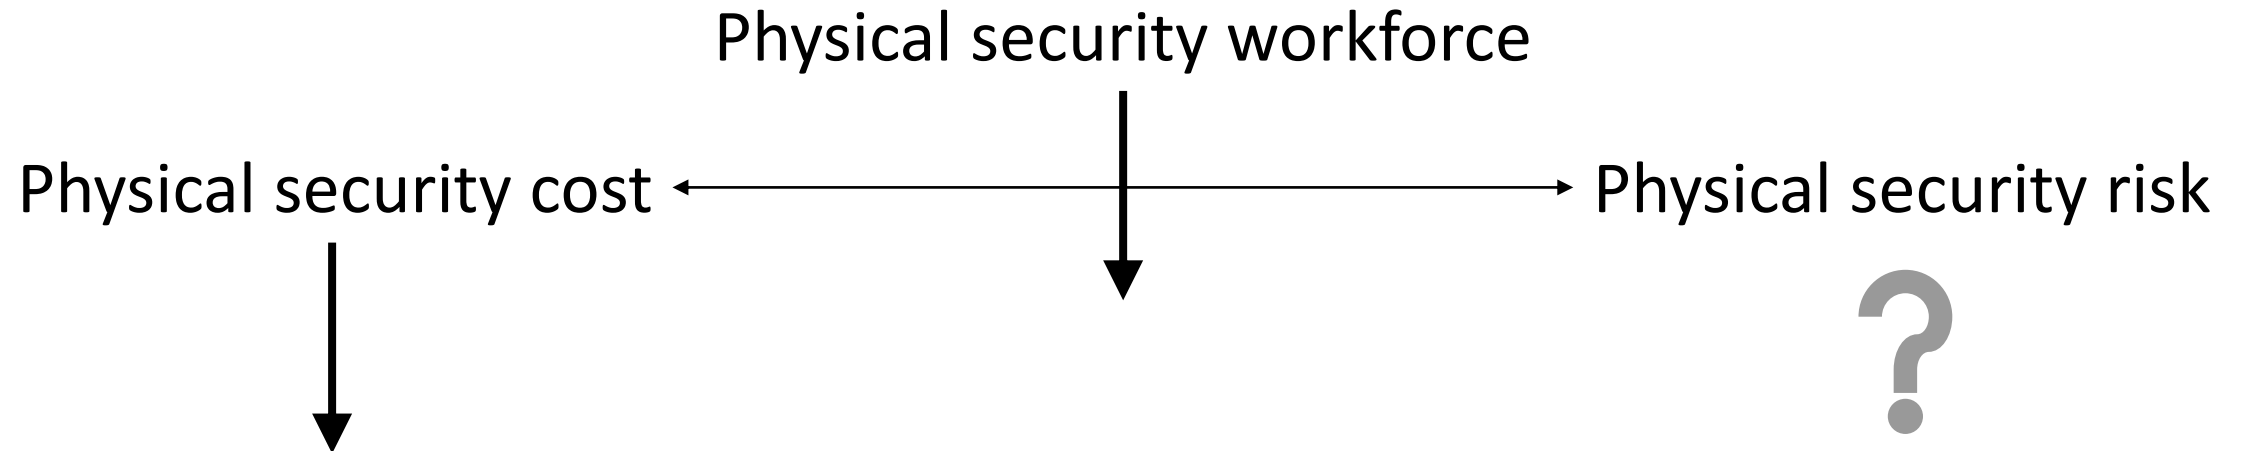 Physical security workforce
Physical security cost
Physical security risk
?